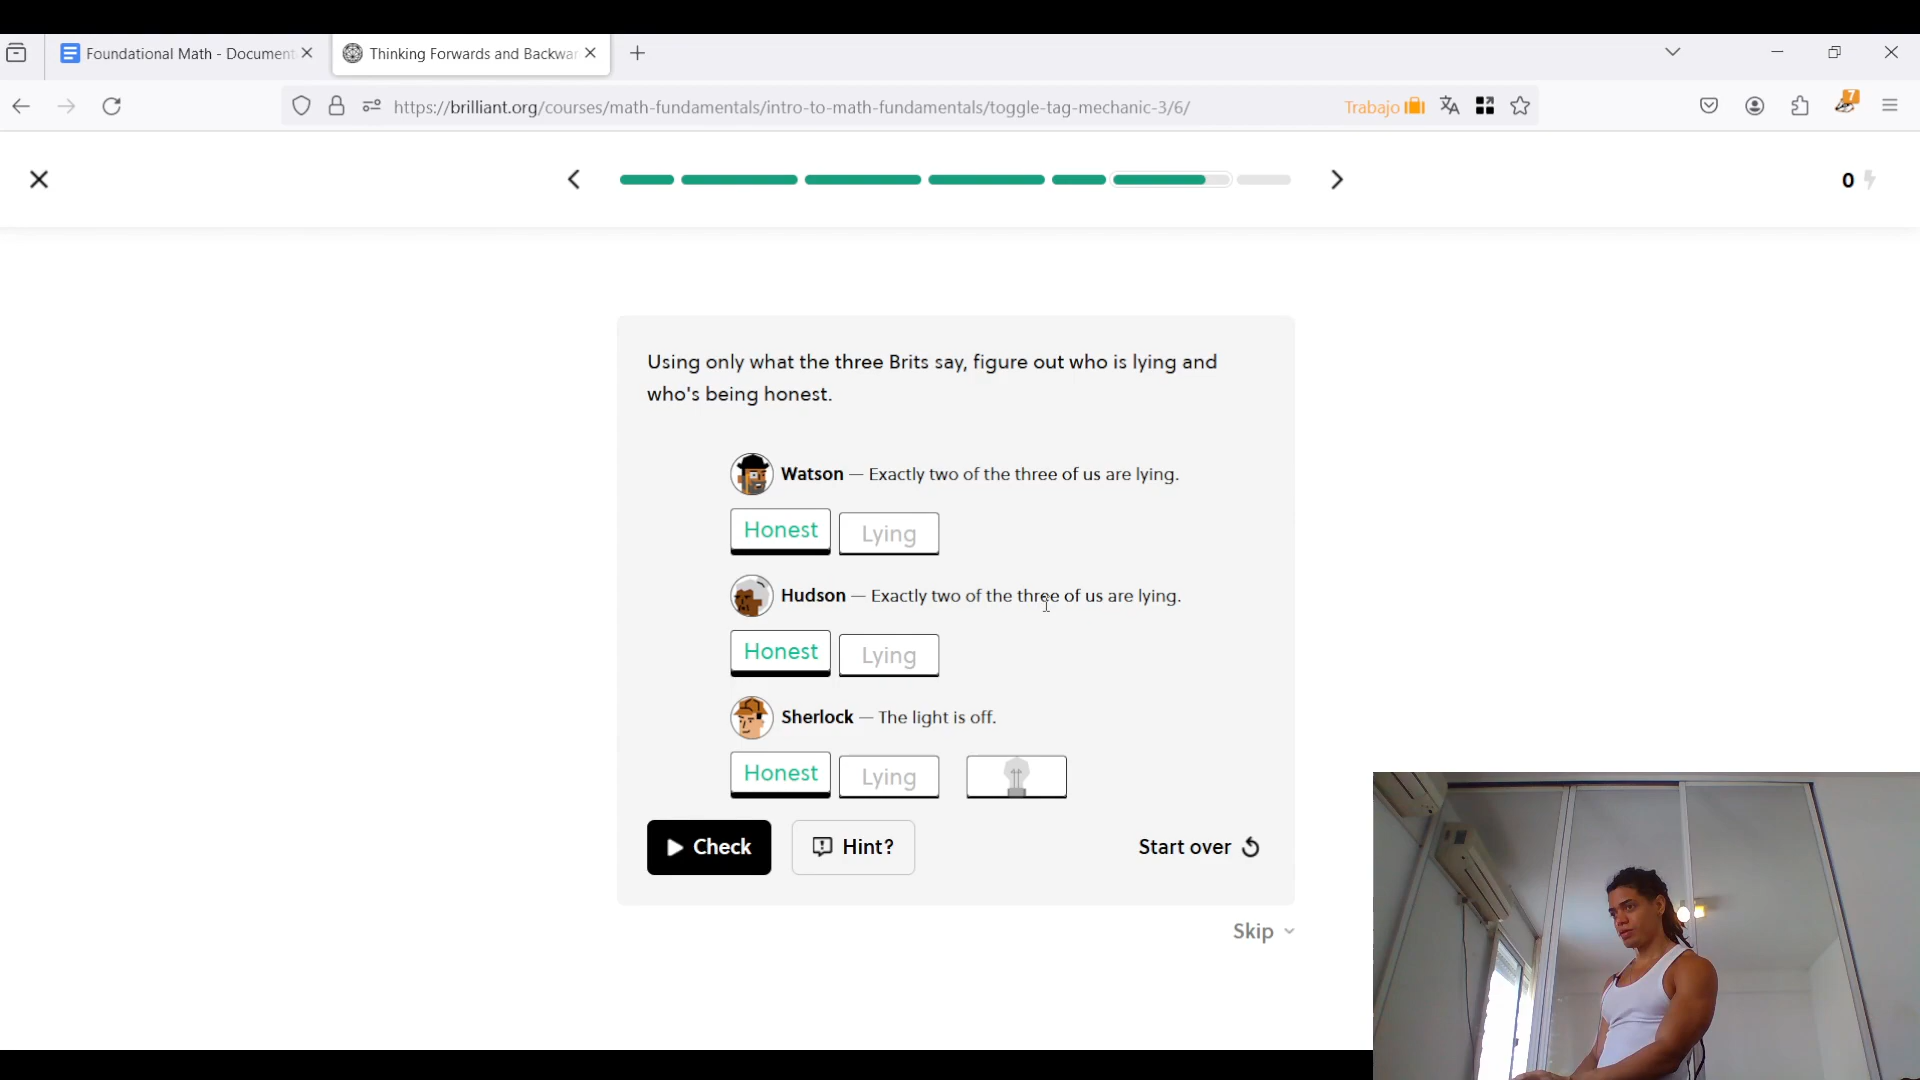 Foundational Math - Document
Thinking Forwards and Backwar
https://brilliant.org/courses/math-fundamentals/intro-to-math-fundamentals/toggle-tag-mechanic-3/6/
Trabajo
7
0
Using only what the three Brits say, figure out who is lying and
who's being honest.
Watson — Exactly two of the three of us are lying.
Honest Lying
Hudson — Exactly two of the three of us are lying.
Honest Lying
Sherlock — The light is off.
Honest Lying
Check Hint? Start over
Skip